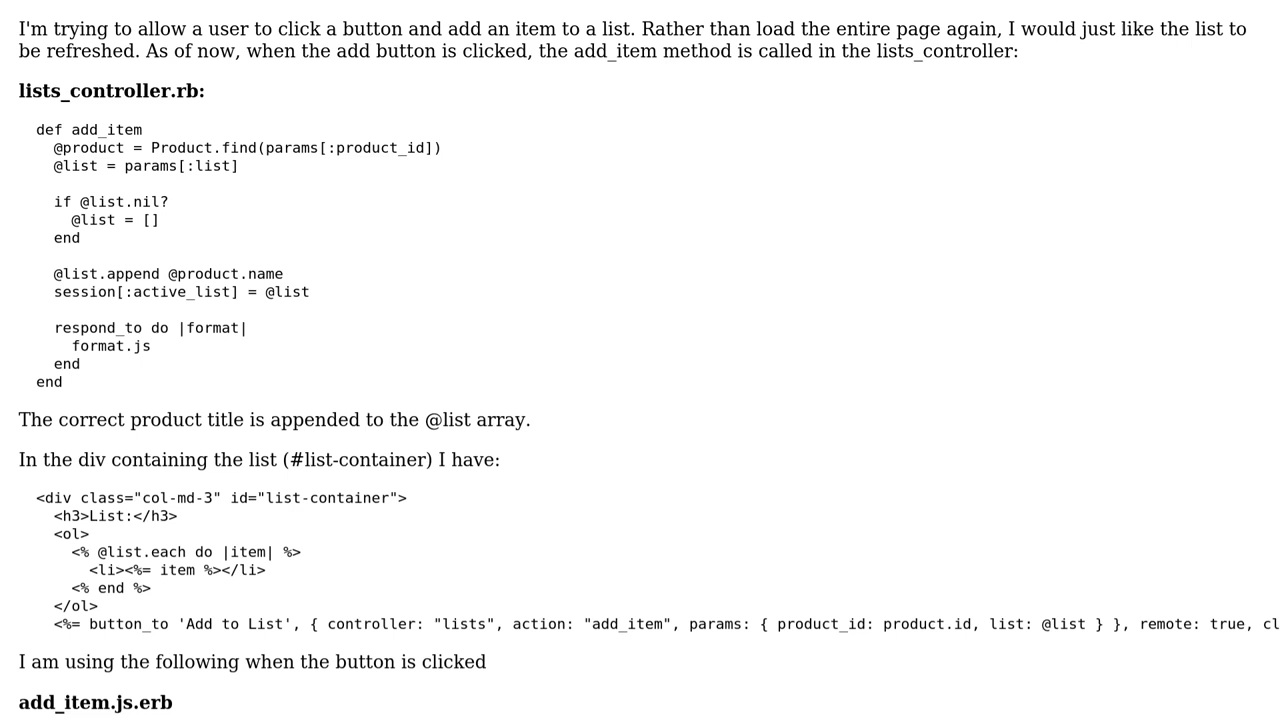 I'm trying to allow a user to click a button and add an item to a list. Rather than load the entire page again, I would just like the list to
be refreshed. As of now, when the add button is clicked, the add_item method is called in the lists_controller:
lists_controller.rb:
def add_item
  @product = Product.find(params[:product_id])
  @list = params[:list]

  if @list.nil?
    @list = []
  end

  @list.append @product.name
  session[:active_list] = @list

  respond_to do |format|
    format.js
  end
end
The correct product title is appended to the @list array.
In the div containing the list (#list-container) I have:
<div class="col-md-3" id="list-container">
  <h3>List:</h3>
  <ol>
    <% @list.each do |item| %>
      <li><%= item %></li>
    <% end %>
  </ol>
  <%= button_to 'Add to List', { controller: "lists", action: "add_item", params: { product_id: product.id, list: @list } }, remote: true, cl
I am using the following when the button is clicked
add_item.js.erb